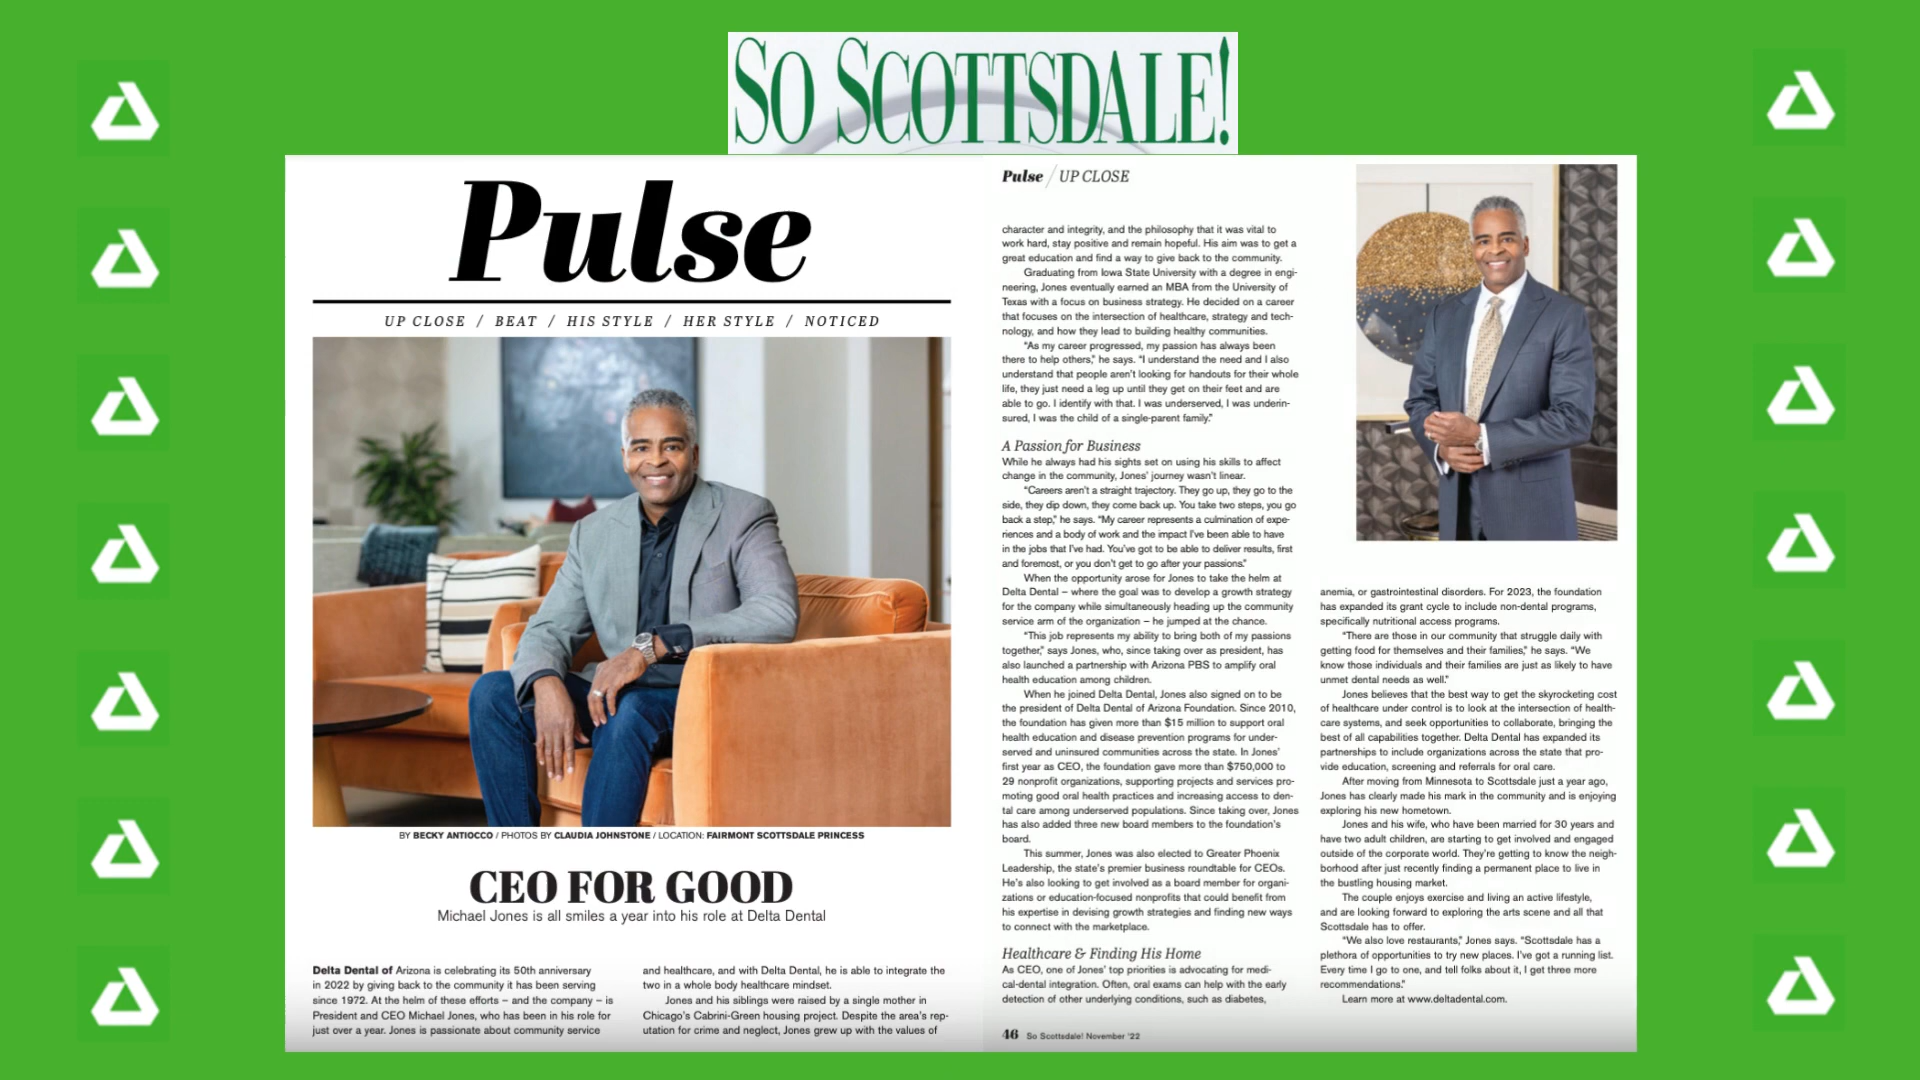 SO SCOTTSDALE!
Pulse
UP CLOSE / BEAT / HIS STYLE / HER STYLE / NOTICED
BY BECKY ANTIOCCO / PHOTOS BY CLAUDIA JOHNSTONE / LOCATION: FAIRMONT SCOTTSDALE PRINCESS
CEO FOR GOOD
Michael Jones is all smiles a year into his role at Delta Dental
Delta Dental of Arizona is celebrating its 50th anniversary
in 2022 by giving back to the community it has been serving
since 1972. At the helm of these efforts – and the company – is
President and CEO Michael Jones, who has been in his role for
just over a year. Jones is passionate about community service
and healthcare, and with Delta Dental, he is able to integrate the
two in a whole body healthcare mindset.
Jones and his siblings were raised by a single mother in
Chicago's Cabrini-Green housing project. Despite the area's rep-
utation for crime and neglect, Jones grew up with the values of
Pulse / UP CLOSE
character and integrity, and the philosophy that it was vital to
work hard, stay positive and remain hopeful. His aim was to get a
great education and find a way to give back to the community.
Graduating from Iowa State University with a degree in engi-
neering, Jones eventually earned an MBA from the University of
Texas with a focus on business strategy. He decided on a career
that focuses on the intersection of healthcare, strategy and tech-
nology, and how they lead to building healthy communities.
"As my career progressed, my passion has always been
there to help others," he says. "I understand the need and I also
understand that people aren't looking for handouts for their whole
life, they just need a leg up until they get on their feet and are
able to go. I identify with that. I was underserved, I was underin-
sured, I was the child of a single-parent family."
A Passion for Business
While he always had his sights set on using his skills to affect
change in the community, Jones' journey wasn't linear.
"Careers aren't a straight trajectory. They go up, they go to the
side, they dip down, they come back up. You take two steps, you go
back a step," he says. "My career represents a culmination of expe-
riences and a body of work and the impact I've been able to have
in the jobs that I've had. You've got to be able to deliver results, first
and foremost, or you don't get to go after your passions."
When the opportunity arose for Jones to take the helm at
Delta Dental – where the goal was to develop a growth strategy
for the company while simultaneously heading up the community
service arm of the organization – he jumped at the chance.
"This job represents my ability to bring both of my passions
together," says Jones, who, since taking over as president, has
also launched a partnership with Arizona PBS to amplify oral
health education among children.
When he joined Delta Dental, Jones also signed on to be
the president of Delta Dental of Arizona Foundation. Since 2010,
the foundation has given more than $15 million to support oral
health education and disease prevention programs for under-
served and uninsured communities across the state. In Jones'
first year as CEO, the foundation gave more than $750,000 to
29 nonprofit organizations, supporting projects and services pro-
moting good oral health practices and increasing access to den-
tal care among underserved populations. Since taking over, Jones
has also added three new board members to the foundation's
board.
This summer, Jones was also elected to Greater Phoenix
Leadership, the state's premier business roundtable for CEOs.
He's also looking to get involved as a board member for organi-
zations or education-focused nonprofits that could benefit from
his expertise in devising growth strategies and finding new ways
to connect with the marketplace.
Healthcare & Finding His Home
As CEO, one of Jones' top priorities is advocating for medi-
cal-dental integration. Often, oral exams can help with the early
detection of other underlying conditions, such as diabetes,
anemia, or gastrointestinal disorders. For 2023, the foundation
has expanded its grant cycle to include non-dental programs,
specifically nutritional access programs.
"There are those in our community that struggle daily with
getting food for themselves and their families," he says. "We
know those individuals and their families are just as likely to have
unmet dental needs as well."
Jones believes that the best way to get the skyrocketing cost
of healthcare under control is to look at the intersection of health-
care systems, and seek opportunities to collaborate, bringing the
best of all capabilities together. Delta Dental has expanded its
partnerships to include organizations across the state that pro-
vide education, screening and referrals for oral care.
After moving from Minnesota to Scottsdale just a year ago,
Jones has clearly made his mark in the community and is enjoying
exploring his new hometown.
Jones and his wife, who have been married for 30 years and
have two adult children, are starting to get involved and engaged
outside of the corporate world. They're getting to know the neigh-
borhood after just recently finding a permanent place to live in
the bustling housing market.
The couple enjoys exercise and living an active lifestyle,
and are looking forward to exploring the arts scene and all that
Scottsdale has to offer.
"We also love restaurants," Jones says. "Scottsdale has a
plethora of opportunities to try new places. I've got a running list.
Every time I go to one, and tell folks about it, I get three more
recommendations."
Learn more at www.deltadental.com.
46 So Scottsdale! November '22